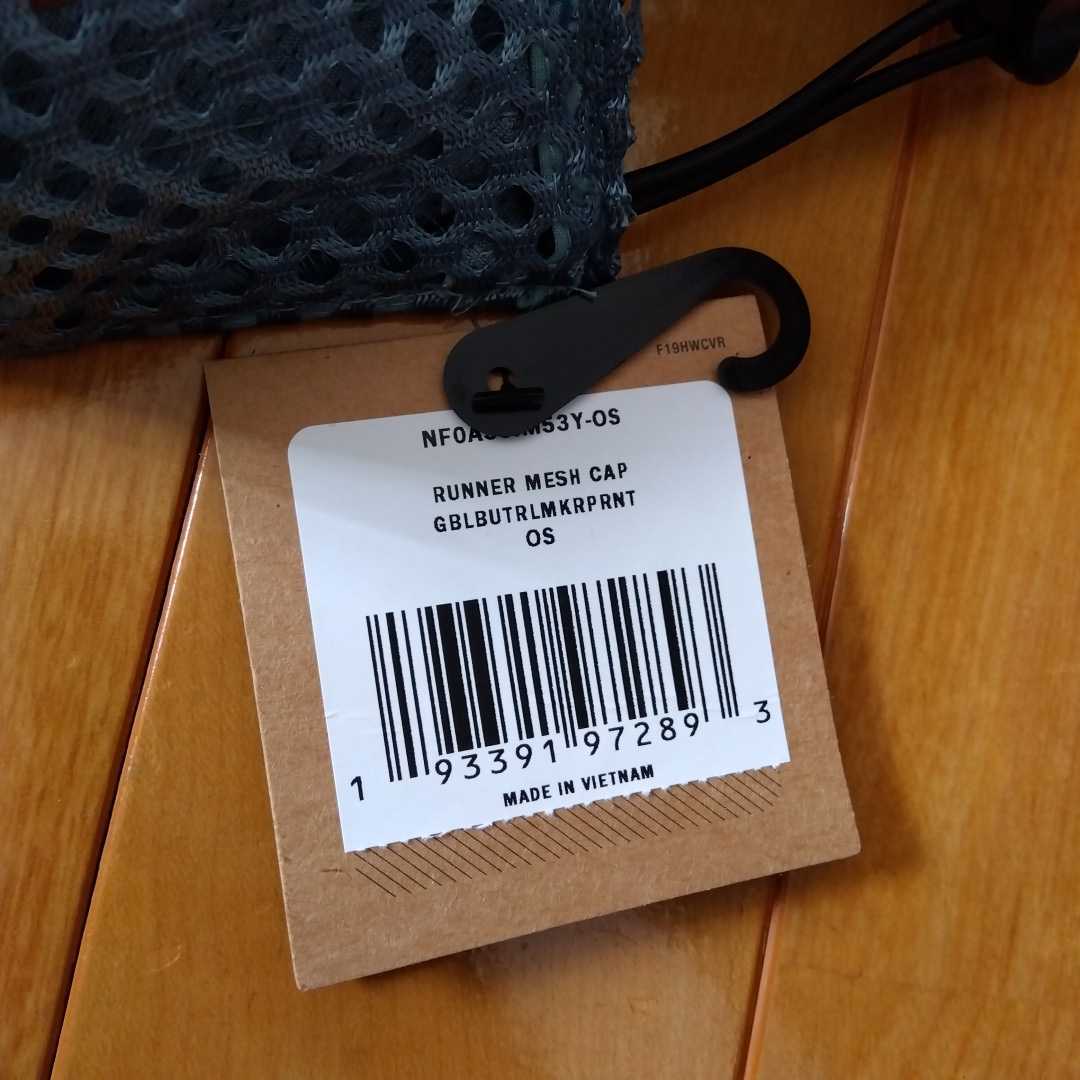 F19HWCVR
RUNNER MESH CAP
GBLBUTRLMKRPRNT
OS
1 93391 97289 3
MADE IN VIETNAM